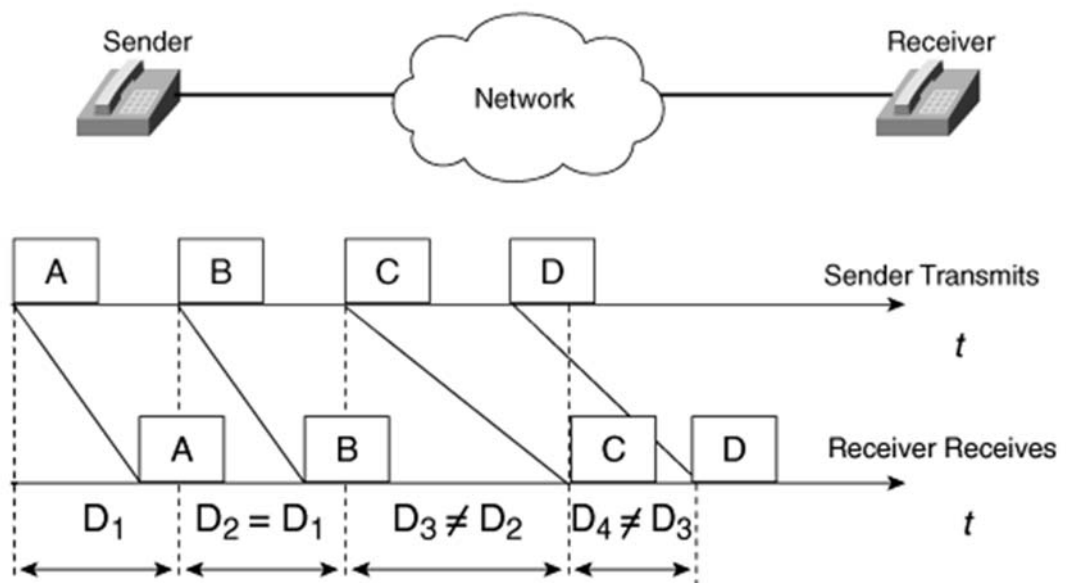 Sender
Receiver
Network
A
B
C
D
Sender Transmits
t
A
B
C
D
Receiver Receives
D₁
D₂ = D₁
D₃ ≠ D₂
D₄ ≠ D₃
t